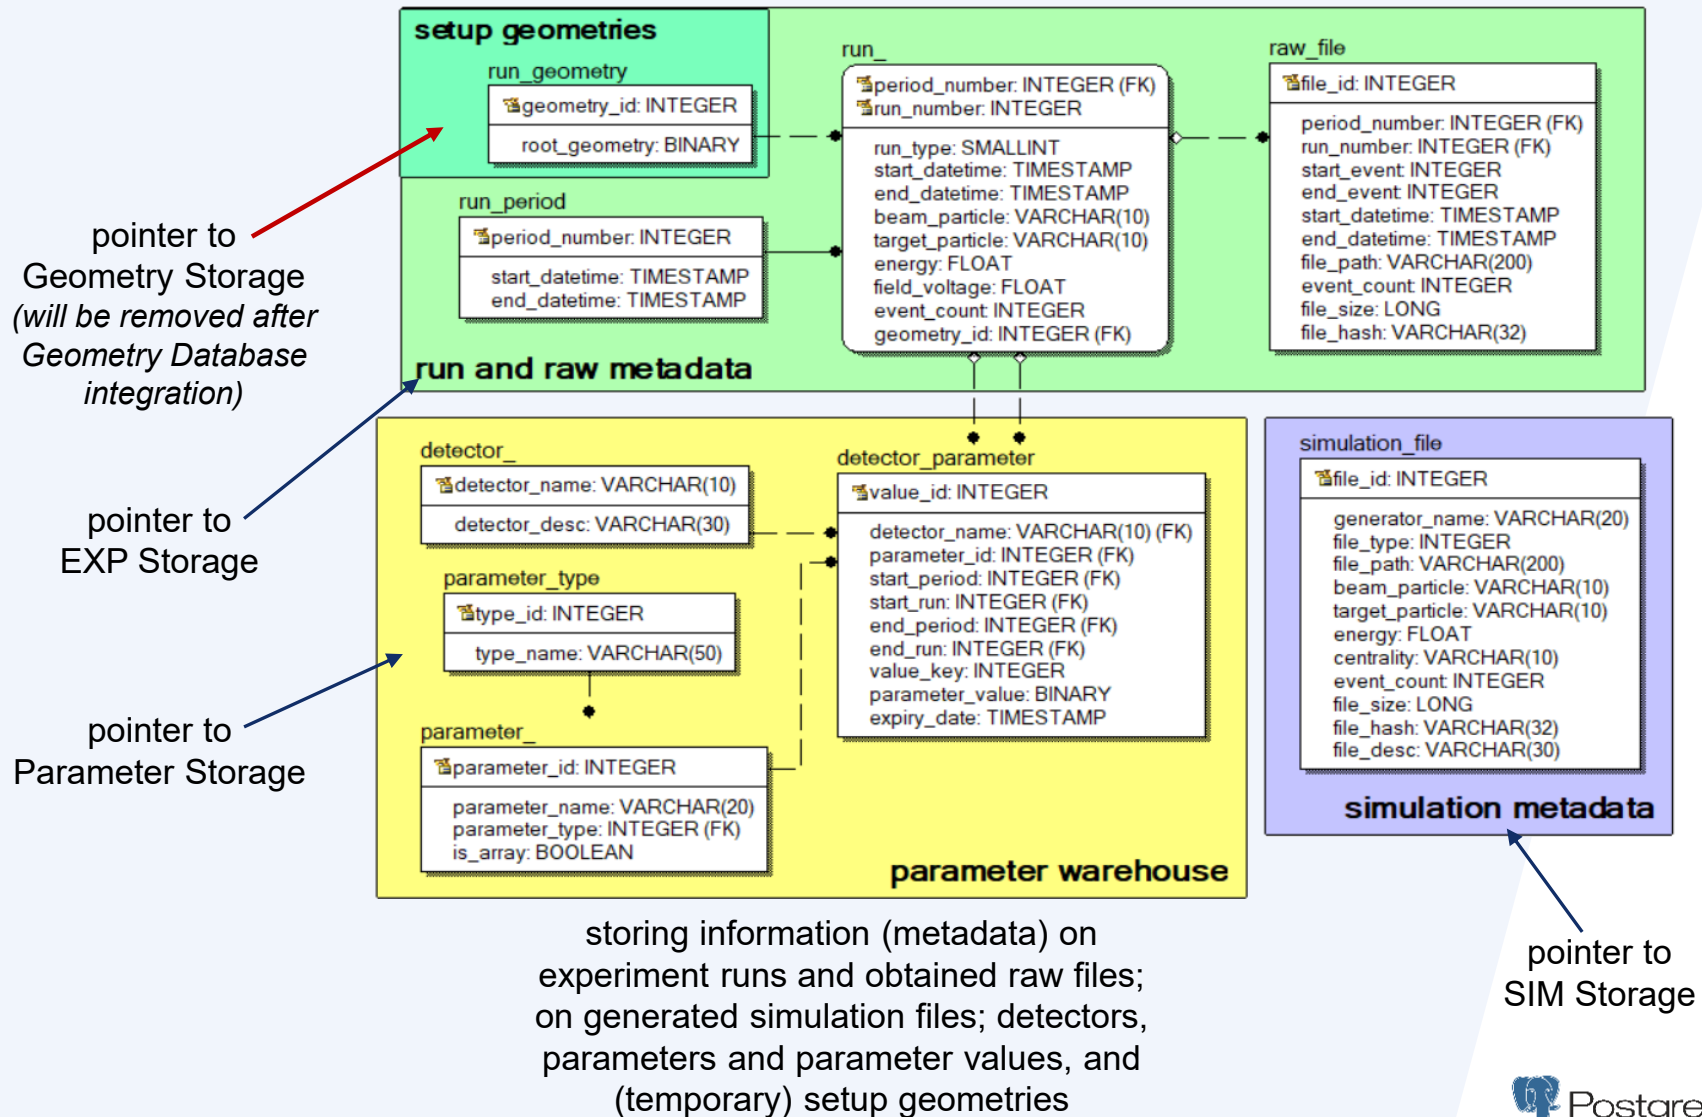 setup geometries
run_geometry
geometry_id: INTEGER
root_geometry: BINARY
run_period
period_number: INTEGER
start_datetime: TIMESTAMP
end_datetime: TIMESTAMP
run and raw metadata
run_
period_number: INTEGER (FK)
run_number: INTEGER
run_type: SMALLINT
start_datetime: TIMESTAMP
end_datetime: TIMESTAMP
beam_particle: VARCHAR(10)
target_particle: VARCHAR(10)
energy: FLOAT
field_voltage: FLOAT
event_count: INTEGER
geometry_id: INTEGER (FK)
raw_file
file_id: INTEGER
period_number: INTEGER (FK)
run_number: INTEGER (FK)
start_event: INTEGER
end_event: INTEGER
start_datetime: TIMESTAMP
end_datetime: TIMESTAMP
file_path: VARCHAR(200)
event_count: INTEGER
file_size: LONG
file_hash: VARCHAR(32)
pointer to
Geometry Storage
(will be removed after
Geometry Database
integration)
pointer to
EXP Storage
pointer to
Parameter Storage
detector_
detector_name: VARCHAR(10)
detector_desc: VARCHAR(30)
parameter_type
type_id: INTEGER
type_name: VARCHAR(50)
parameter_
parameter_id: INTEGER
parameter_name: VARCHAR(20)
parameter_type: INTEGER (FK)
is_array: BOOLEAN
detector_parameter
value_id: INTEGER
detector_name: VARCHAR(10) (FK)
parameter_id: INTEGER (FK)
start_period: INTEGER (FK)
start_run: INTEGER (FK)
end_period: INTEGER (FK)
end_run: INTEGER (FK)
value_key: INTEGER
parameter_value: BINARY
expiry_date: TIMESTAMP
parameter warehouse
simulation_file
file_id: INTEGER
generator_name: VARCHAR(20)
file_type: INTEGER
file_path: VARCHAR(200)
beam_particle: VARCHAR(10)
target_particle: VARCHAR(10)
energy: FLOAT
centrality: VARCHAR(10)
event_count: INTEGER
file_size: LONG
file_hash: VARCHAR(32)
file_desc: VARCHAR(30)
simulation metadata
pointer to
SIM Storage
storing information (metadata) on
experiment runs and obtained raw files;
on generated simulation files; detectors,
parameters and parameter values, and
(temporary) setup geometries
Postgre